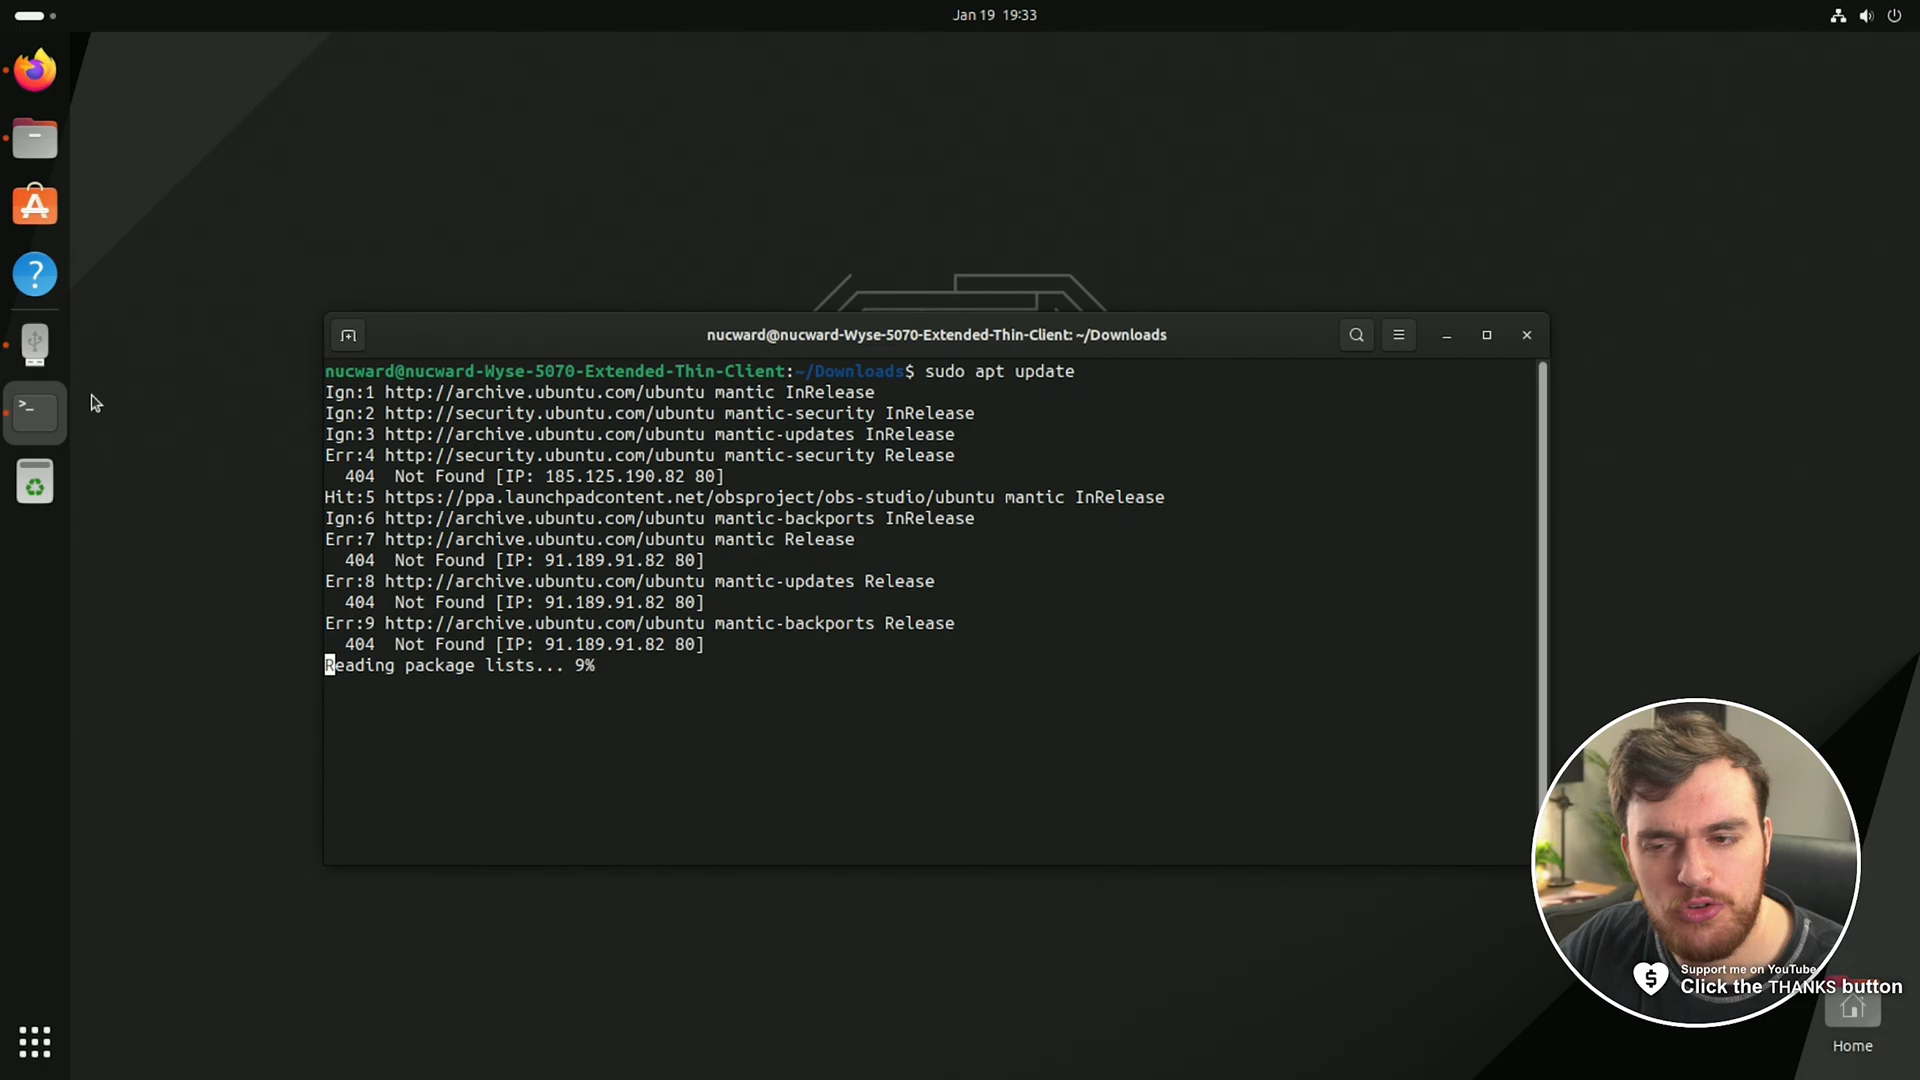 Jan 19 19:33
nucward@nucward-Wyse-5070-Extended-Thin-Client: ~/Downloads
nucward@nucward-Wyse-5070-Extended-Thin-Client:~/Downloads$ sudo apt update
Ign:1 http://archive.ubuntu.com/ubuntu mantic InRelease
Ign:2 http://security.ubuntu.com/ubuntu mantic-security InRelease
Ign:3 http://archive.ubuntu.com/ubuntu mantic-updates InRelease
Err:4 http://security.ubuntu.com/ubuntu mantic-security Release
404 Not Found [IP: 185.125.190.82 80]
Hit:5 https://ppa.launchpadcontent.net/obsproject/obs-studio/ubuntu mantic InRelease
Ign:6 http://archive.ubuntu.com/ubuntu mantic-backports InRelease
Err:7 http://archive.ubuntu.com/ubuntu mantic Release
404 Not Found [IP: 91.189.91.82 80]
Err:8 http://archive.ubuntu.com/ubuntu mantic-updates Release
404 Not Found [IP: 91.189.91.82 80]
Err:9 http://archive.ubuntu.com/ubuntu mantic-backports Release
404 Not Found [IP: 91.189.91.82 80]
Reading package lists... 9%
Support me on YouTube
Click the THANKS button
Home